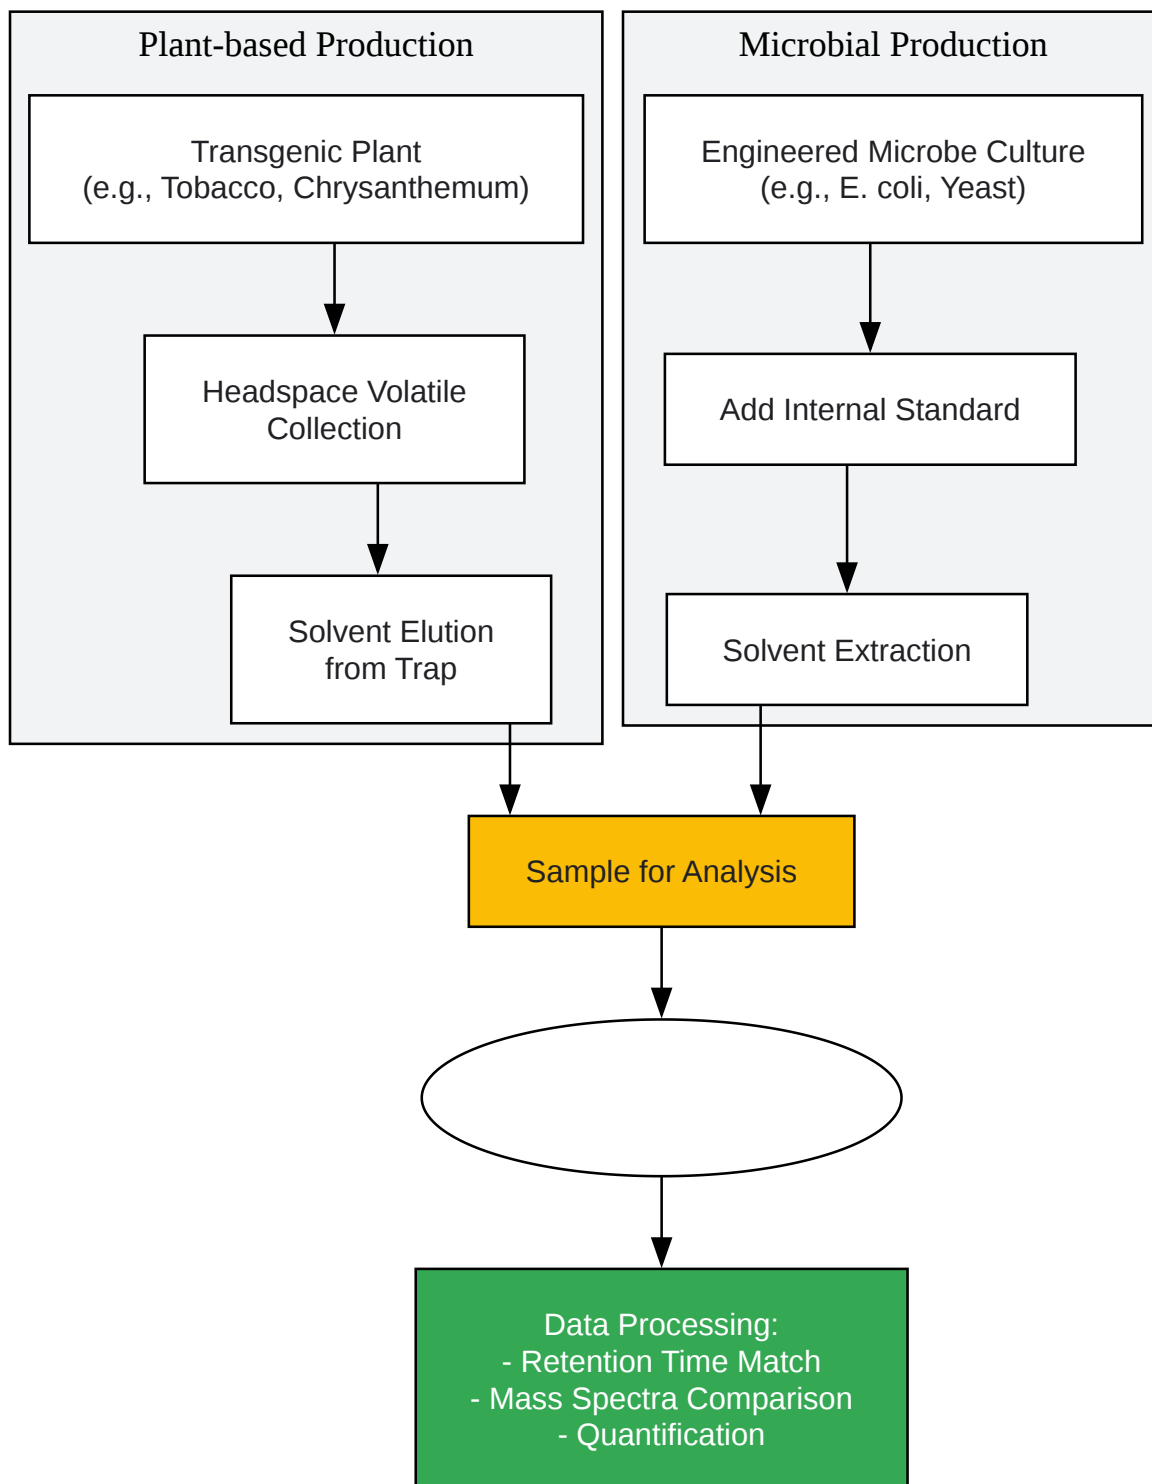 Plant-based Production
Transgenic Plant
(e.g., Tobacco, Chrysanthemum)
Headspace Volatile
Collection
Solvent Elution
from Trap
Microbial Production
Engineered Microbe Culture
(e.g., E. coli, Yeast)
Add Internal Standard
Solvent Extraction
Sample for Analysis
Data Processing:
- Retention Time Match
- Mass Spectra Comparison
- Quantification